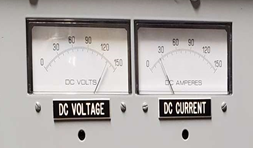 0 30 60 90 120 150
DC VOLTS
0 30 60 90 120 150
DC AMPERES
DC VOLTAGE
DC CURRENT